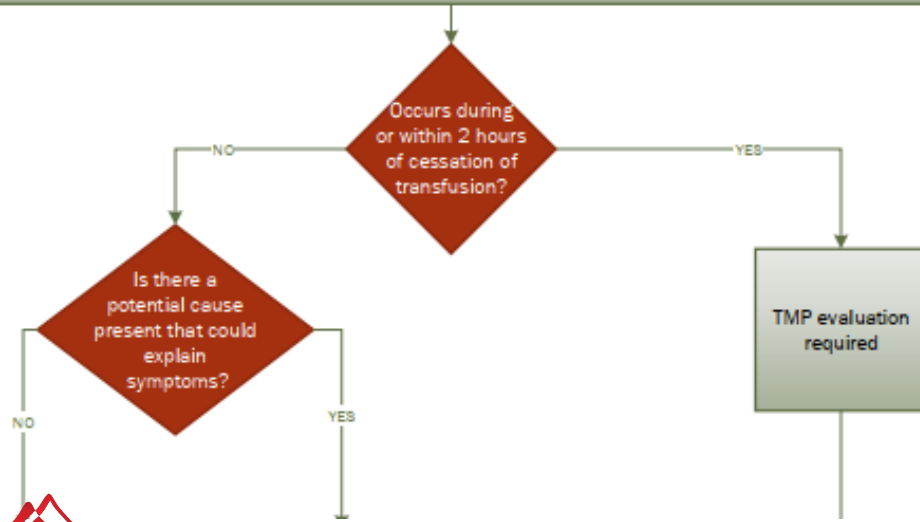 Occurs during
or within 2 hours
of cessation of
transfusion?
NO
YES
Is there a
potential cause
present that could
explain
symptoms?
TMP evaluation
required
NO
YES